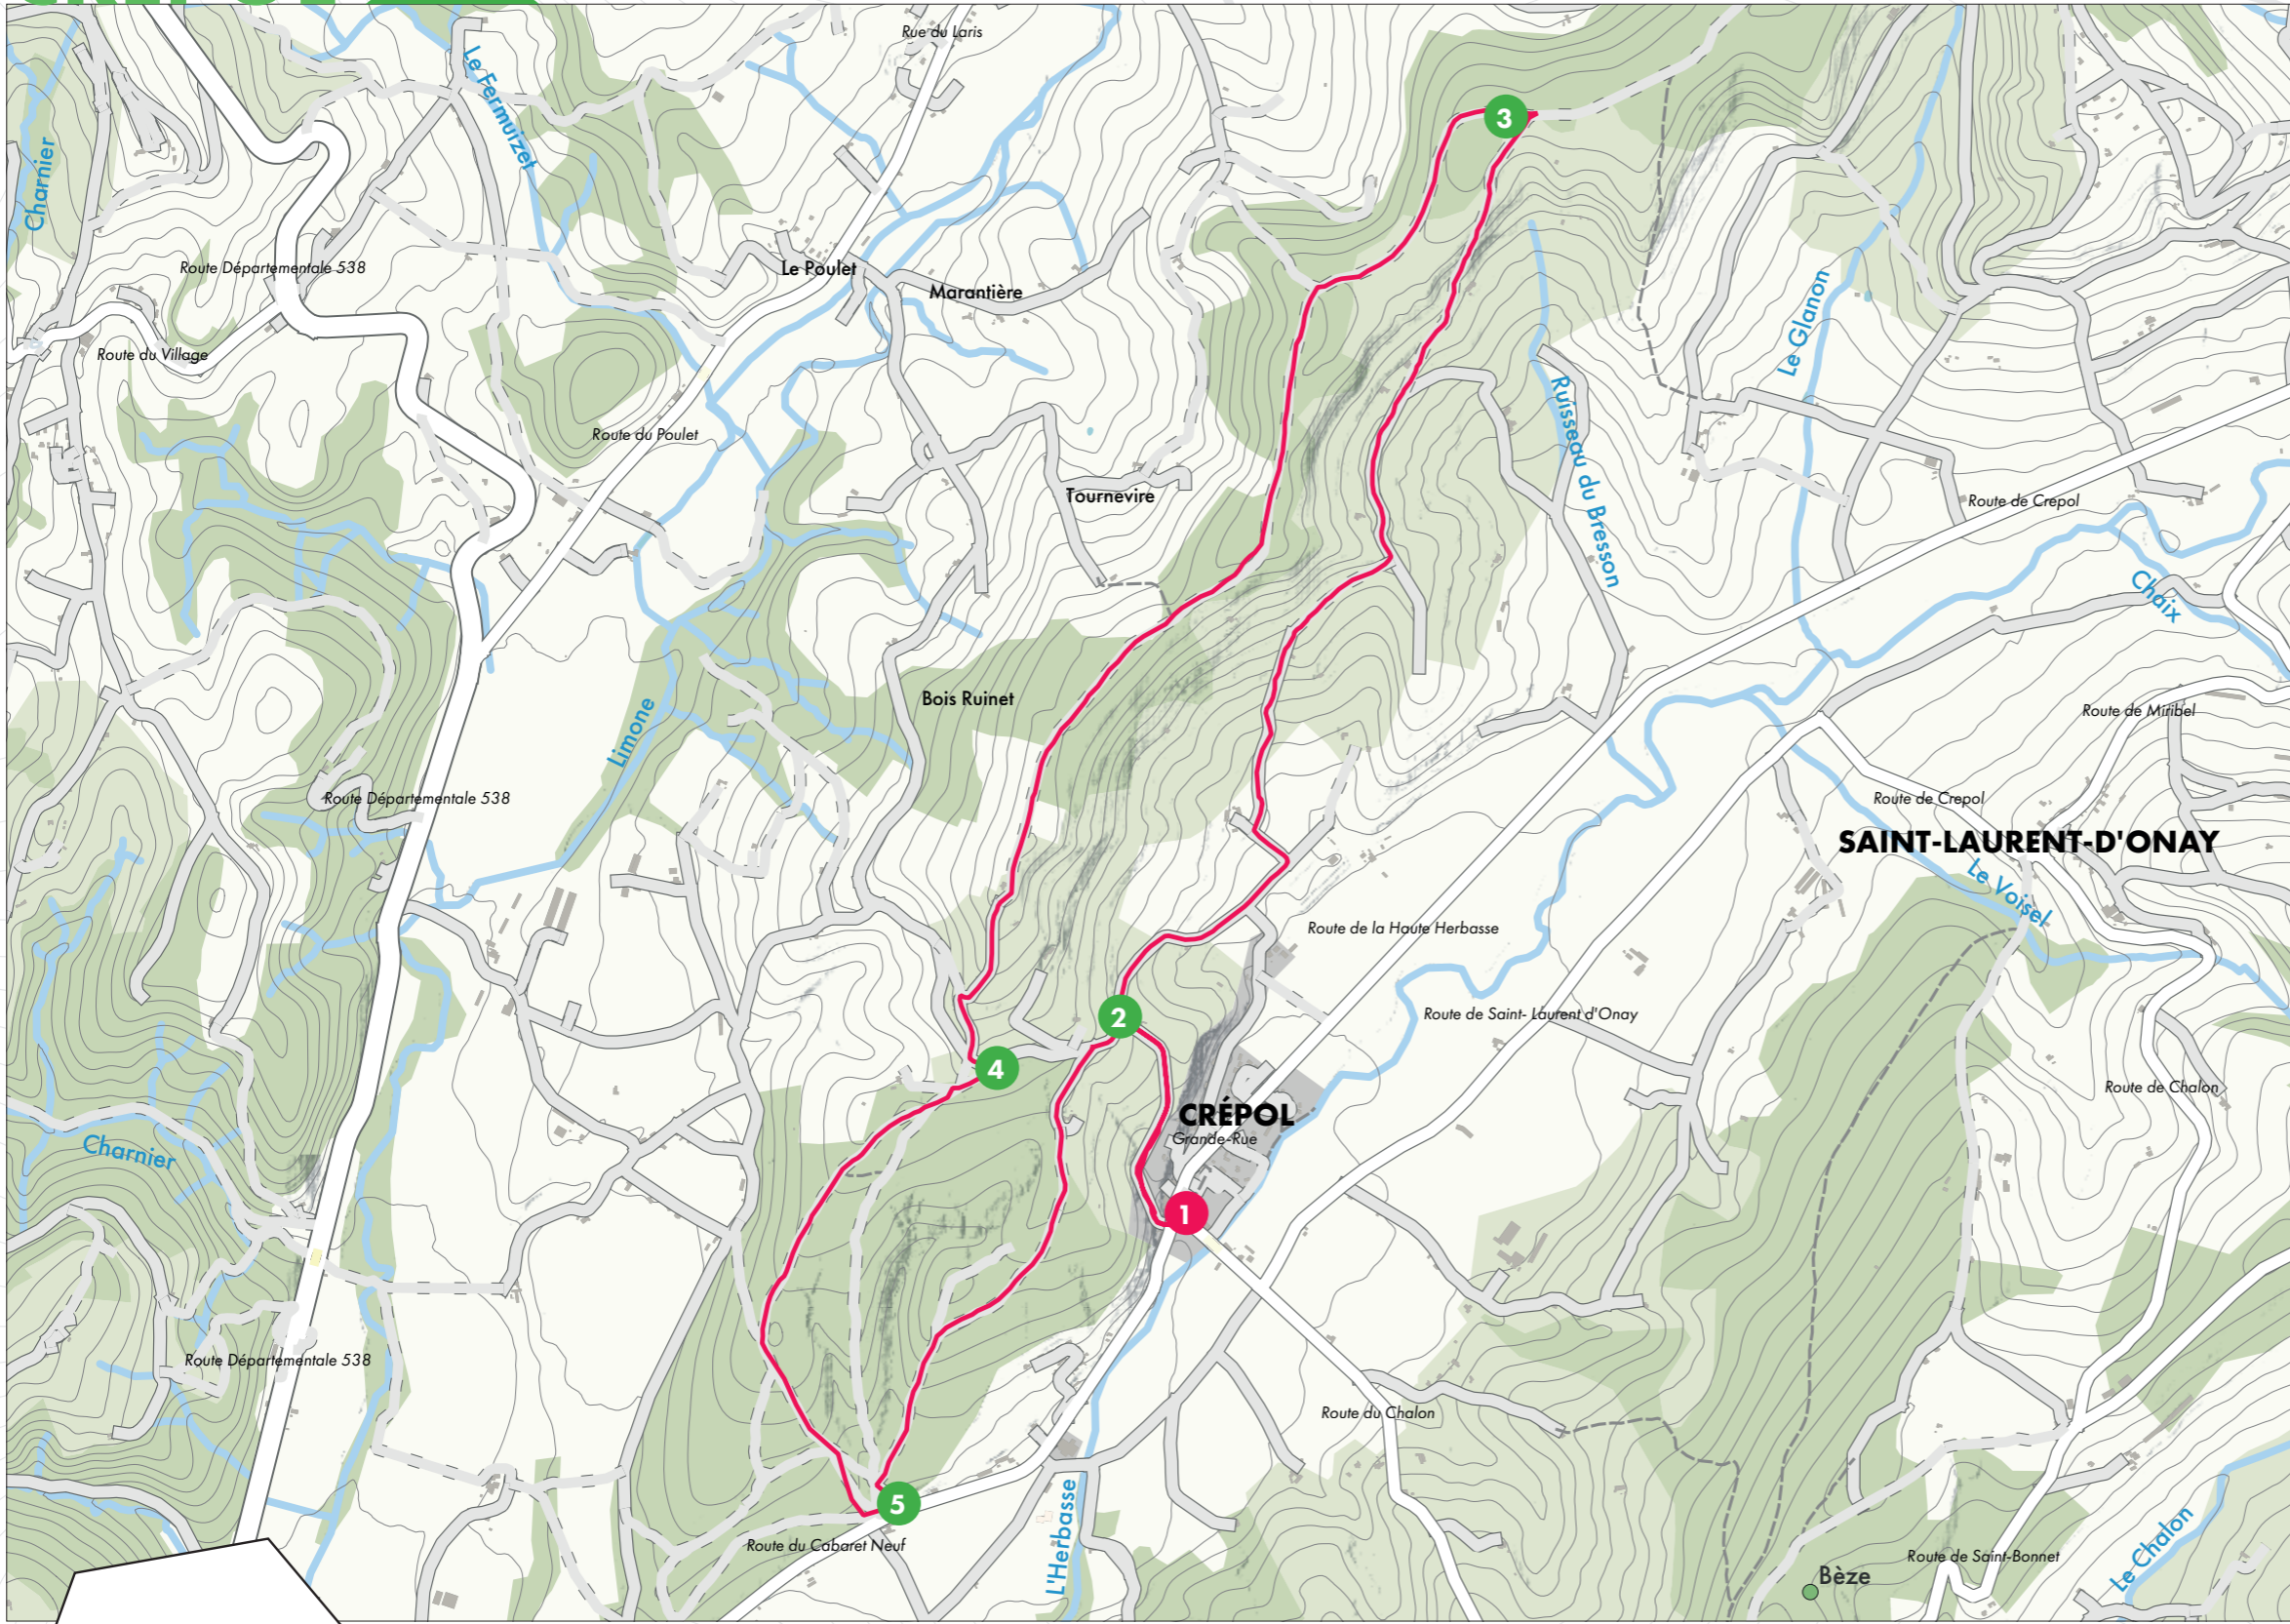 Rue du Laris
Le Fermuizet
Charnier
3
Route Départementale 538
Le Poulet
Marantière
Le Glanon
Route du Village
Route du Poulet
Ruisseau du Bresson
Tournevire
Route de Crepol
Chaix
Bois Ruinet
Limone
Route de Miribel
Route Départementale 538
Route de Crepol
SAINT-LAURENT-D'ONAY
Le Voisel
Route de la Haute Herbasse
2
Route de Saint- Laurent d'Onay
4
Route de Chalon
CRÉPOL
Grande-Rue
Charnier
1
Route Départementale 538
Route du Chalon
5
Route du Cabaret Neuf
L'Herbasse
Route de Saint-Bonnet
Le Chalon
Bèze